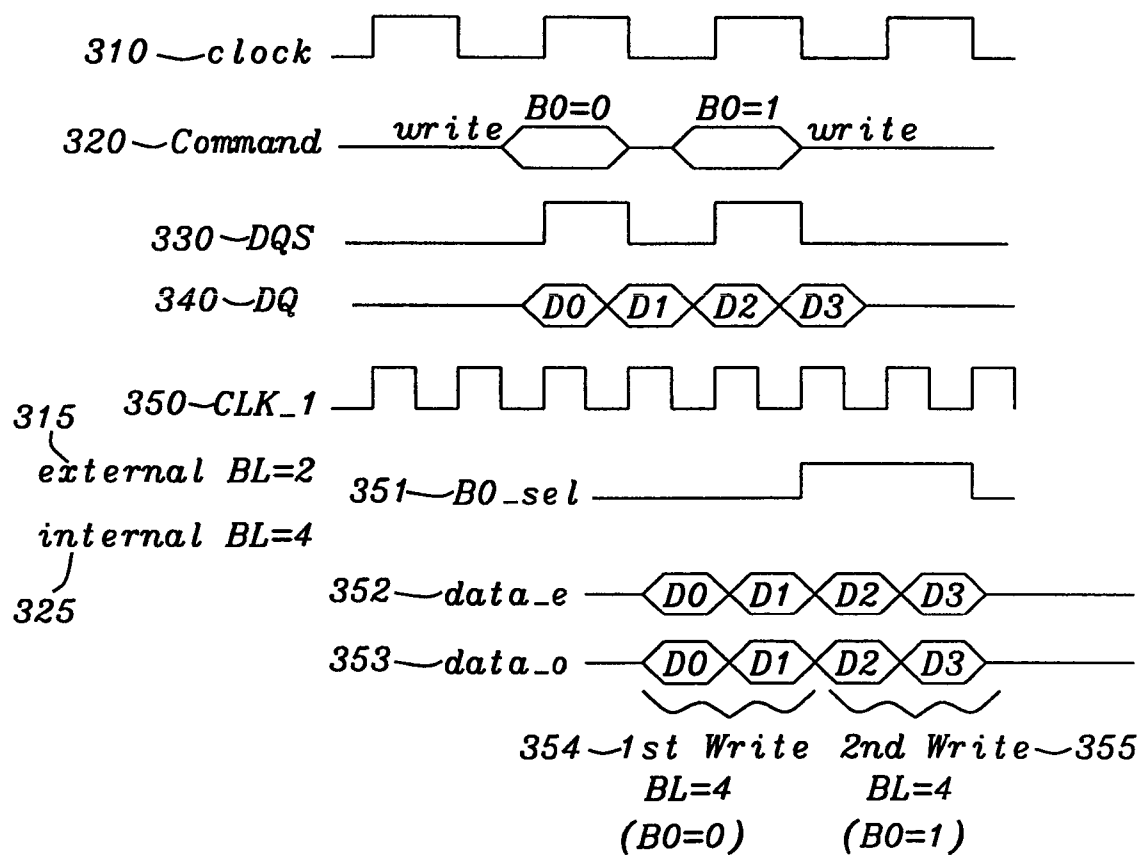 310 clock
B0=0 B0=1
320 Command write write
330 DQS
340 DQ D0 D1 D2 D3
350 CLK_1
315
external BL=2
351 B0_sel
internal BL=4
325
352 data_e D0 D1 D2 D3
353 data_o D0 D1 D2 D3
354 1st Write 2nd Write 355
BL=4 BL=4
(B0=0) (B0=1)